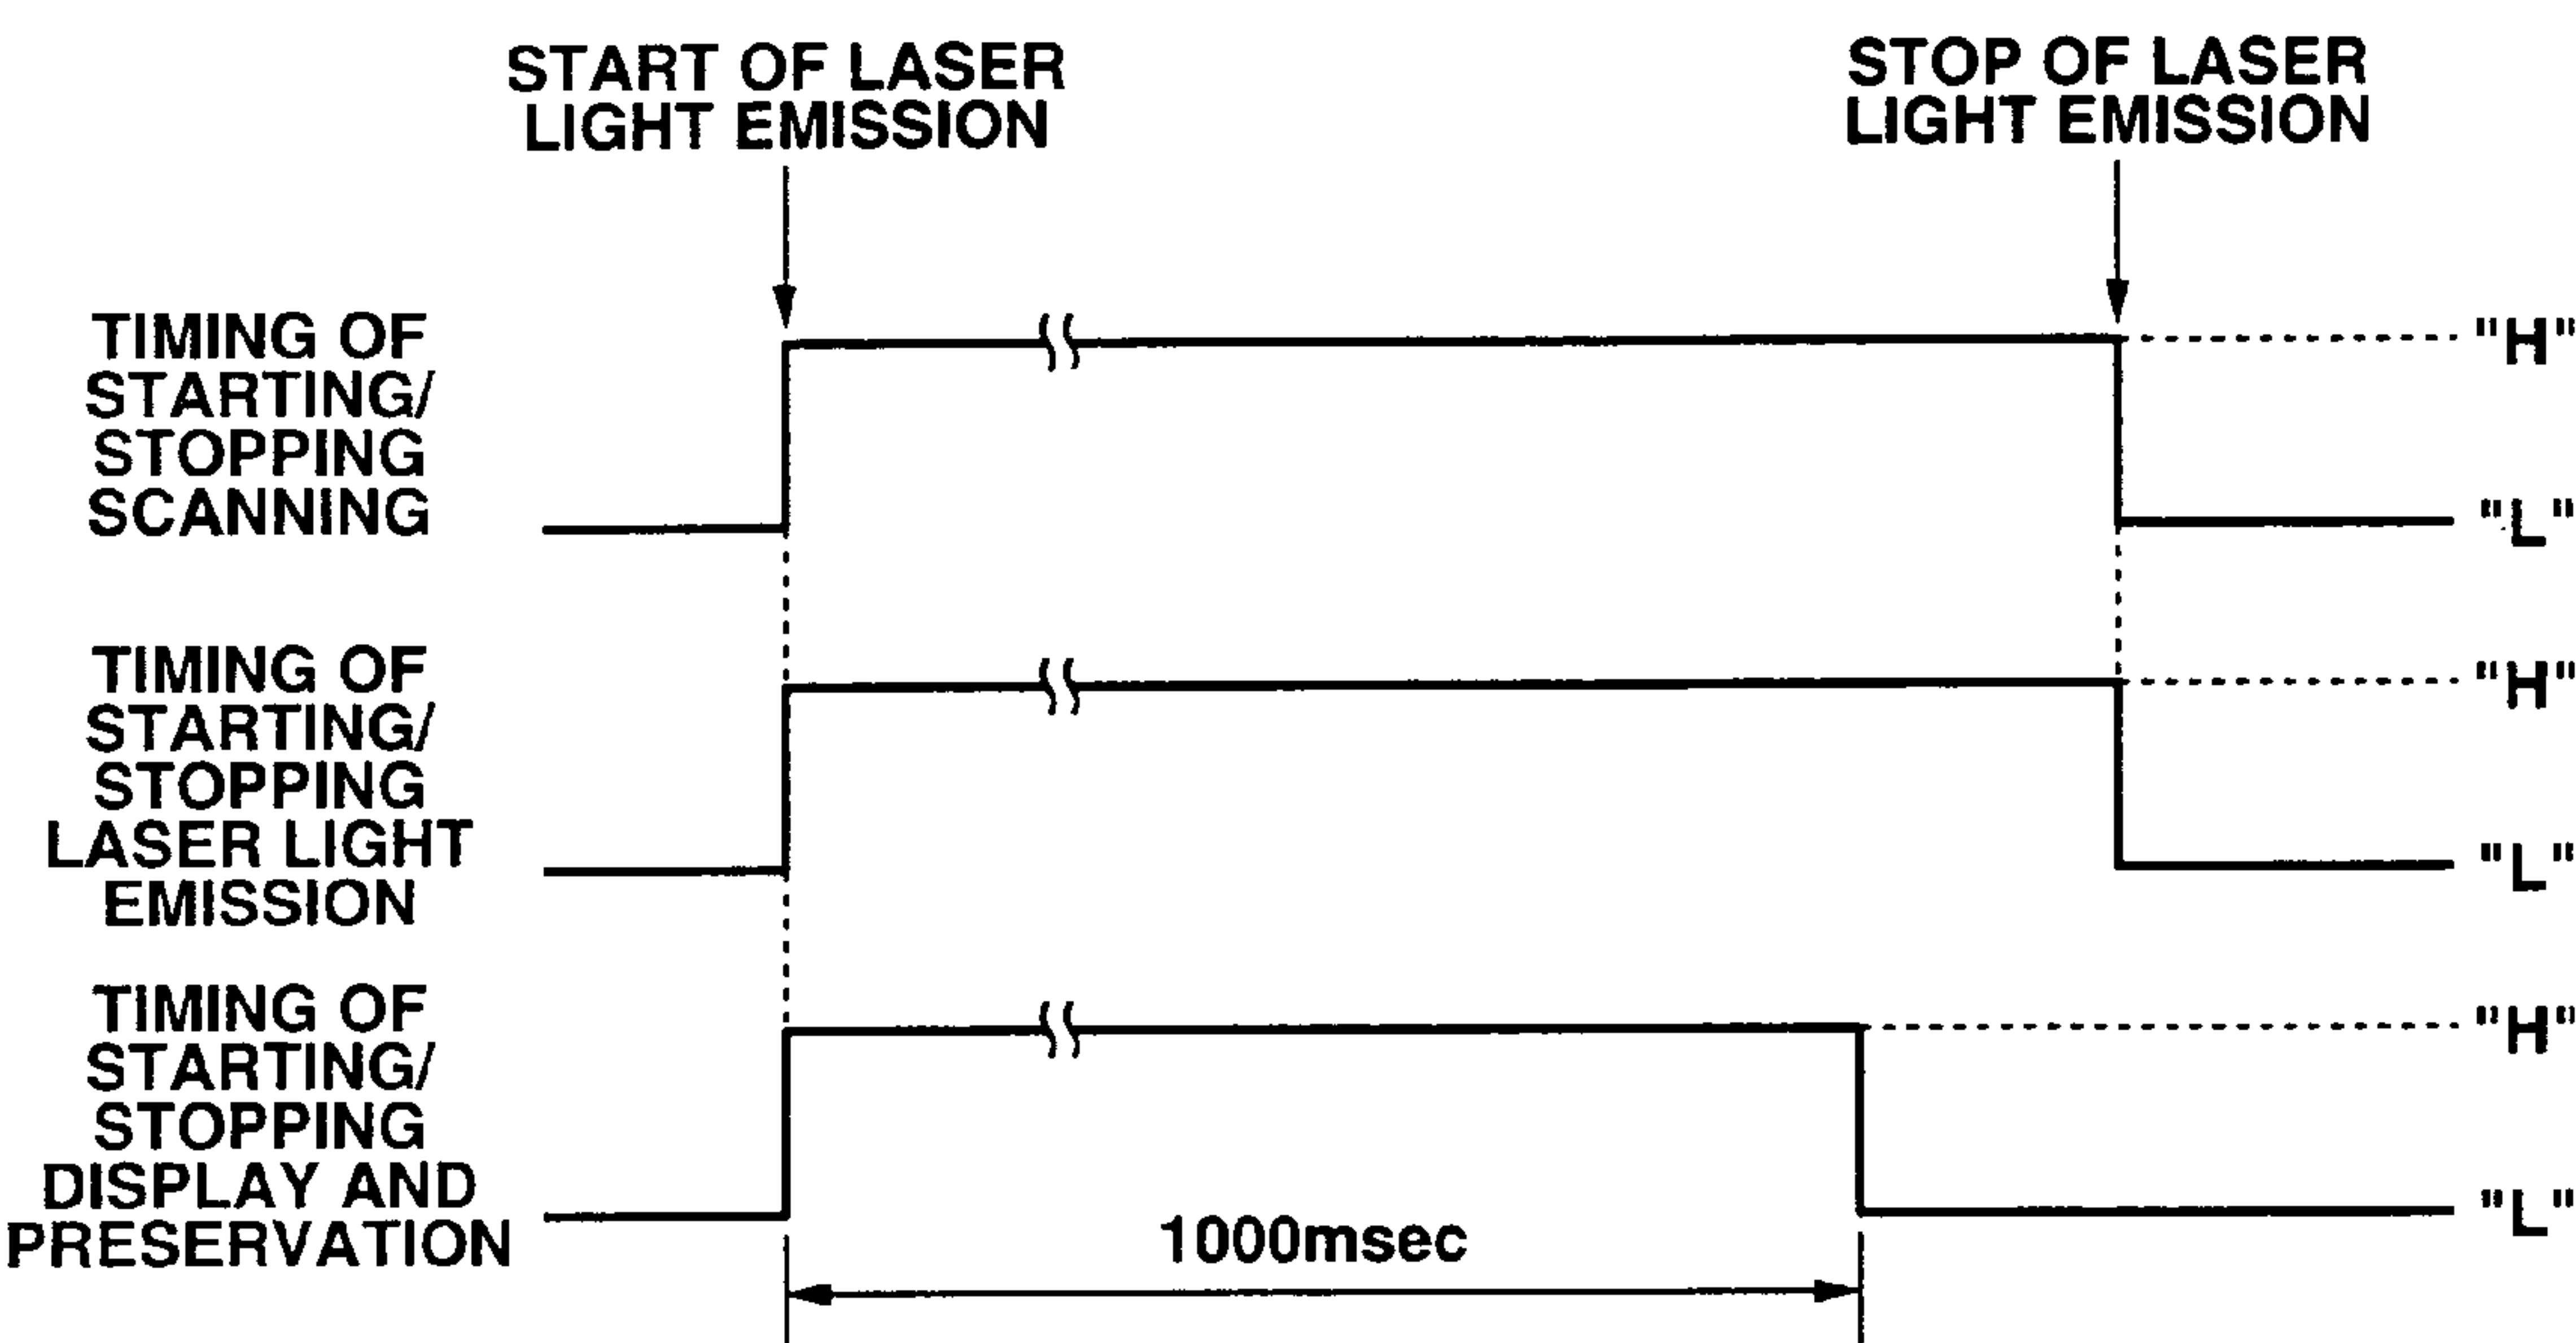 START OF LASER
LIGHT EMISSION
STOP OF LASER
LIGHT EMISSION
TIMING OF
STARTING/
STOPPING
SCANNING
"H"
"L"
TIMING OF
STARTING/
STOPPING
LASER LIGHT
EMISSION
"H"
"L"
TIMING OF
STARTING/
STOPPING
DISPLAY AND
PRESERVATION
"H"
"L"
1000msec